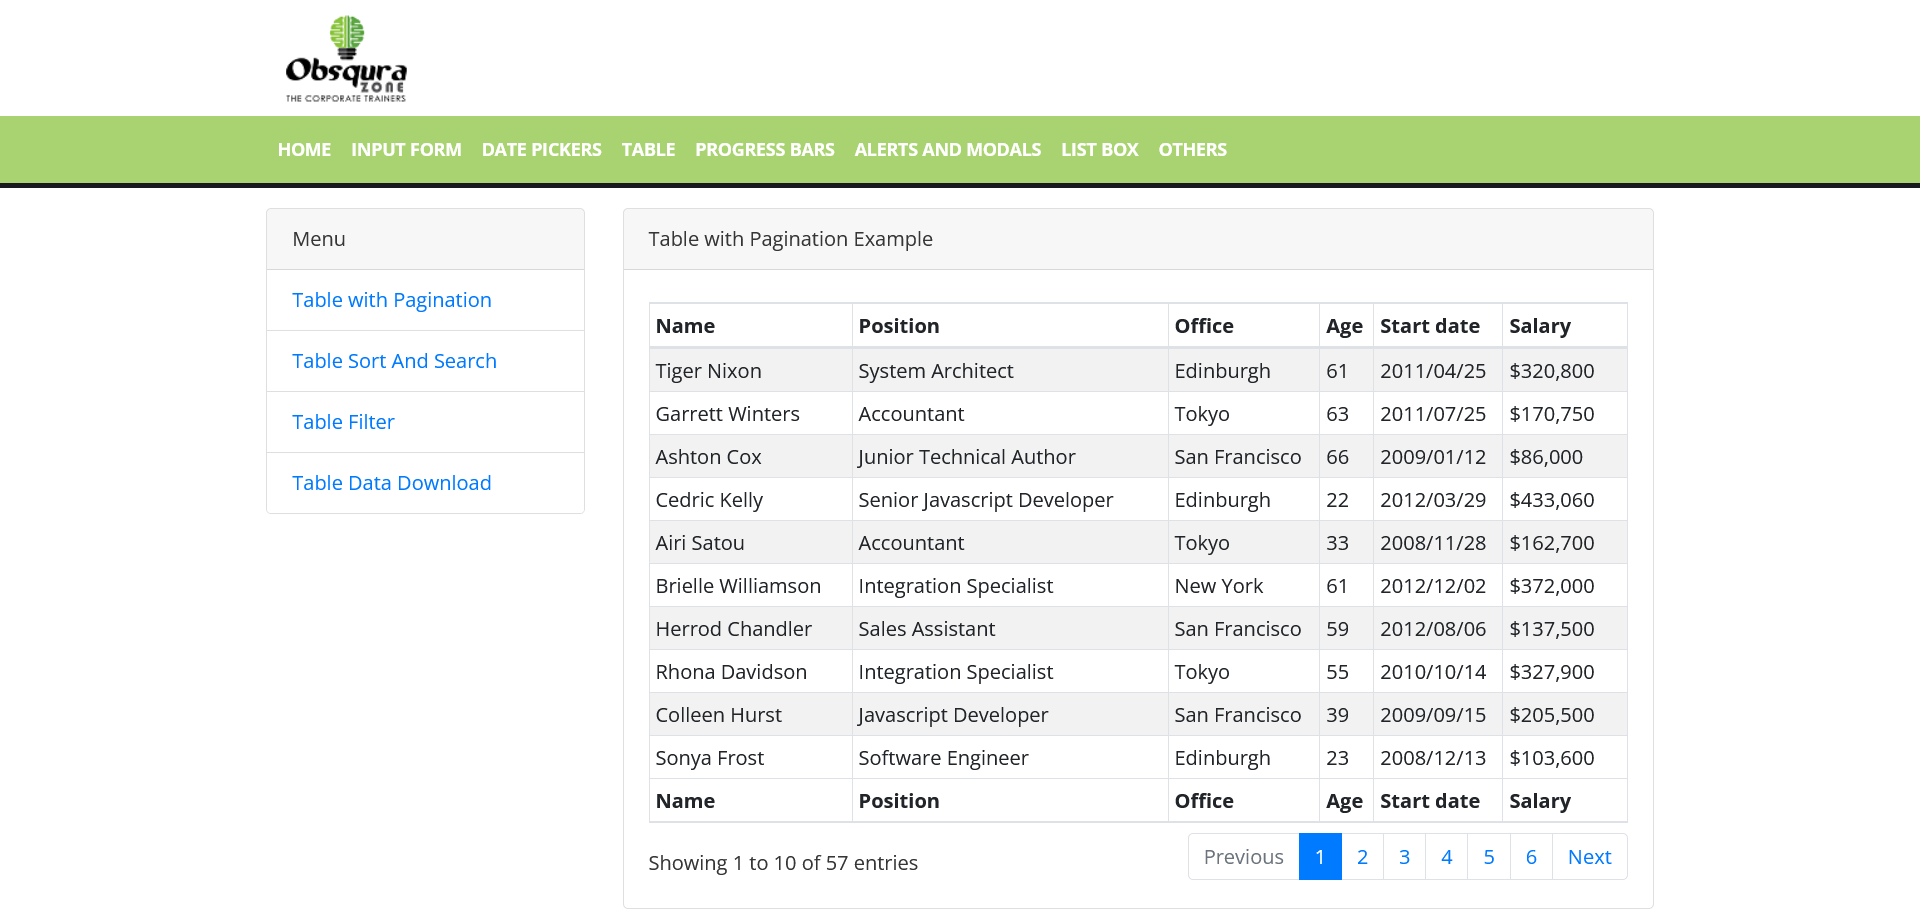 Obsqura
ZONE
THE CORPORATE TRAINERS
HOME INPUT FORM DATE PICKERS TABLE PROGRESS BARS ALERTS AND MODALS LIST BOX OTHERS
Menu
Table with Pagination
Table Sort And Search
Table Filter
Table Data Download
Table with Pagination Example
Name Position Office Age Start date Salary
Tiger Nixon System Architect Edinburgh 61 2011/04/25 $320,800
Garrett Winters Accountant Tokyo 63 2011/07/25 $170,750
Ashton Cox Junior Technical Author San Francisco 66 2009/01/12 $86,000
Cedric Kelly Senior Javascript Developer Edinburgh 22 2012/03/29 $433,060
Airi Satou Accountant Tokyo 33 2008/11/28 $162,700
Brielle Williamson Integration Specialist New York 61 2012/12/02 $372,000
Herrod Chandler Sales Assistant San Francisco 59 2012/08/06 $137,500
Rhona Davidson Integration Specialist Tokyo 55 2010/10/14 $327,900
Colleen Hurst Javascript Developer San Francisco 39 2009/09/15 $205,500
Sonya Frost Software Engineer Edinburgh 23 2008/12/13 $103,600
Name Position Office Age Start date Salary
Showing 1 to 10 of 57 entries
Previous 1 2 3 4 5 6 Next